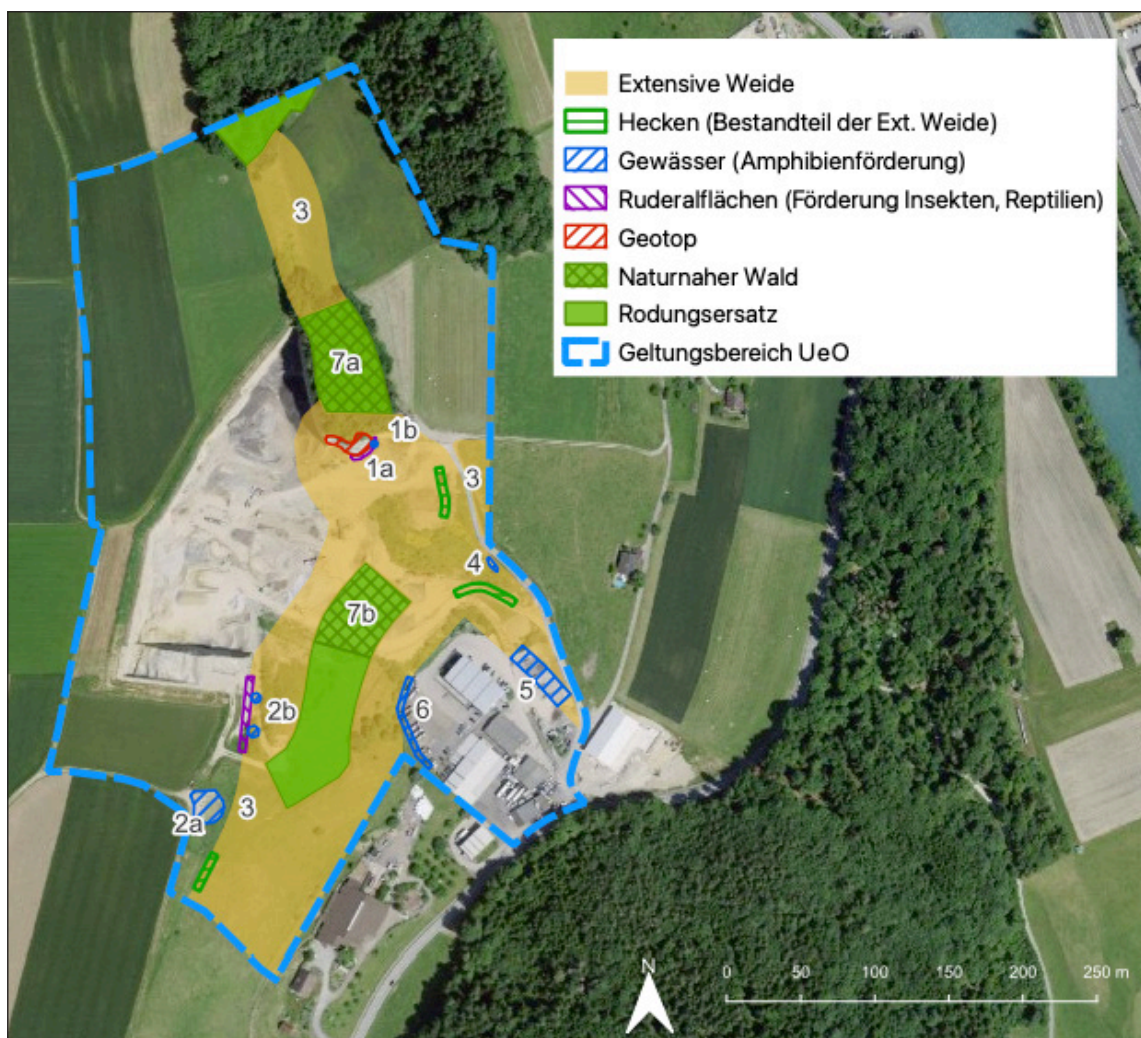 Extensive Weide
Hecken (Bestandteil der Ext. Weide)
Gewässer (Amphibienförderung)
Ruderalflächen (Förderung Insekten, Reptilien)
Geotop
Naturnaher Wald
Rodungsersatz
Geltungsbereich UeO
3
7a
1b
1a
3
4
7b
5
2b
6
3
2a
N
0 50 100 150 200 250 m